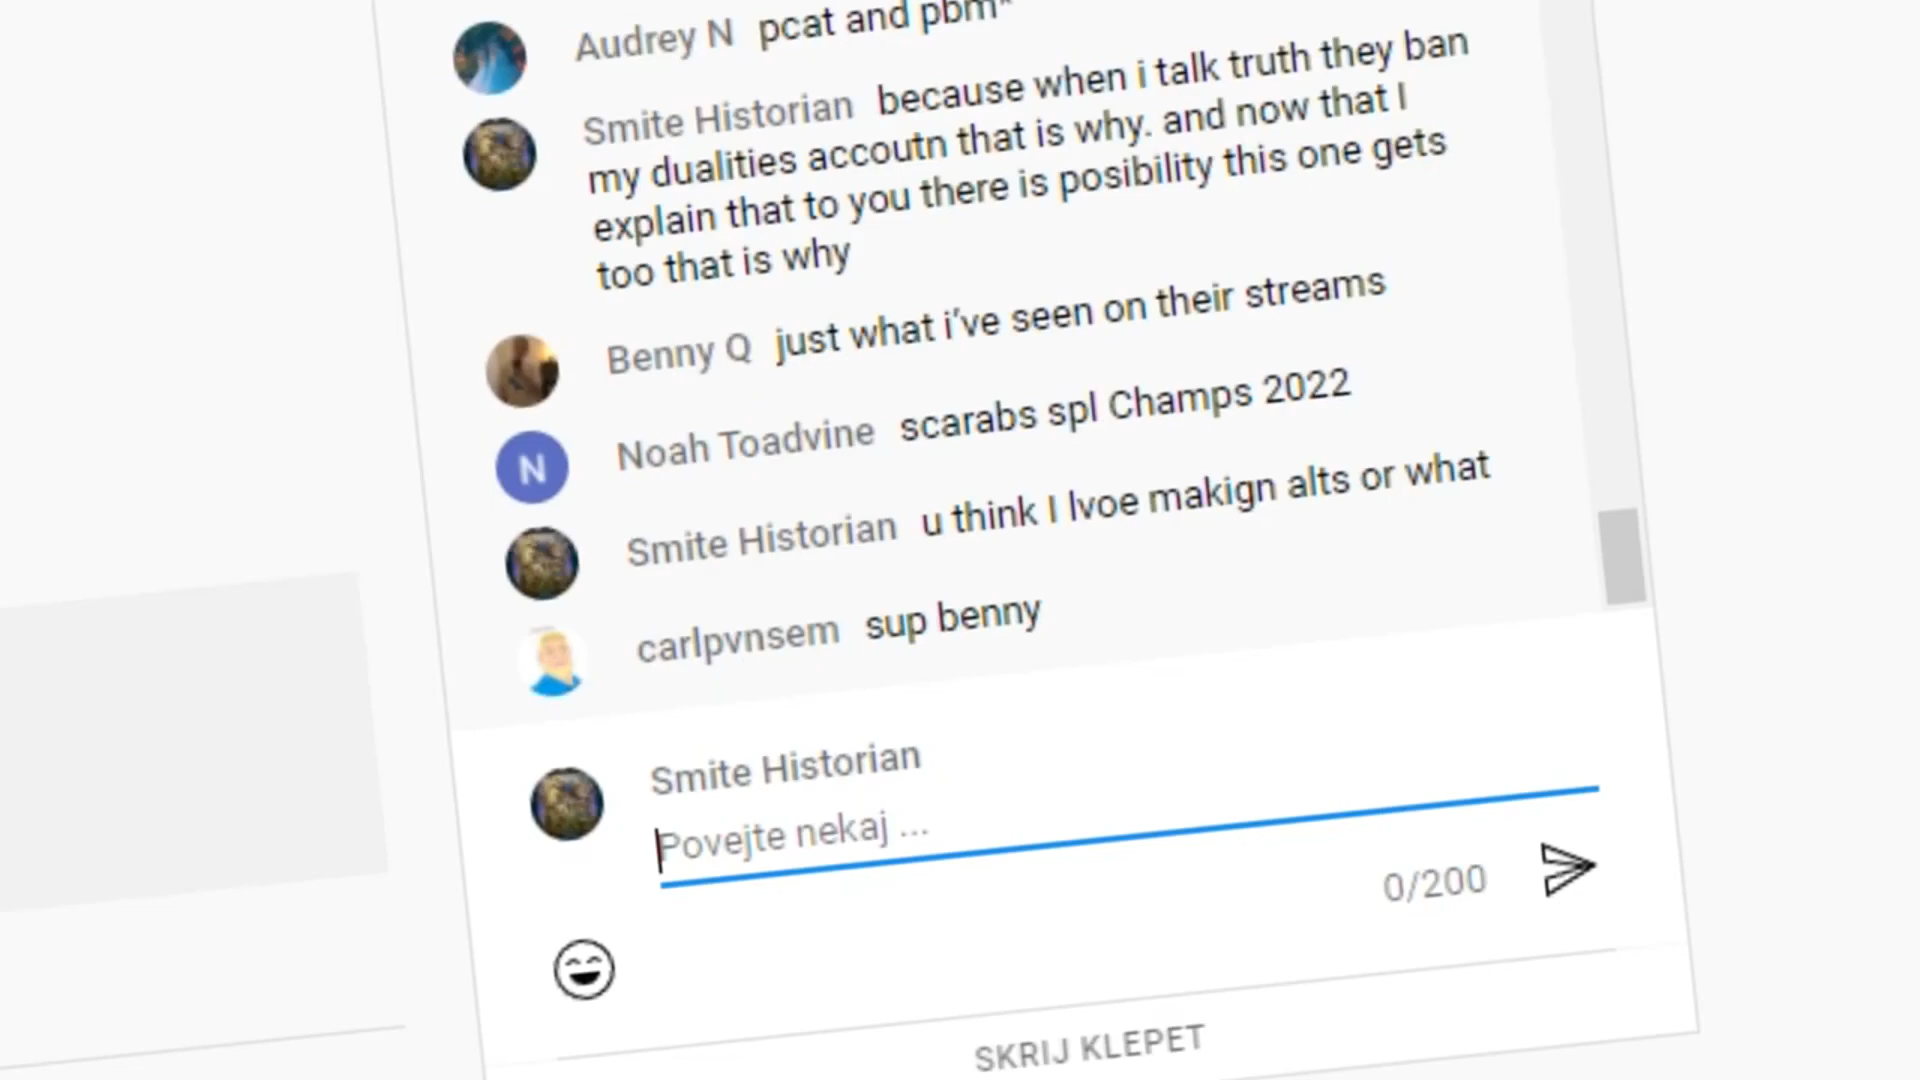 Audrey N pcat and pbm*
Smite Historian because when i talk truth they ban
my dualities accoutn that is why. and now that I
explain that to you there is posibility this one gets
too that is why
Benny Q just what i've seen on their streams
N Noah Toadvine scarabs spl Champs 2022
Smite Historian u think I lvoe makign alts or what
carlpvnsem sup benny
Smite Historian
Povejte nekaj ...
0/200
SKRIJ KLEPET